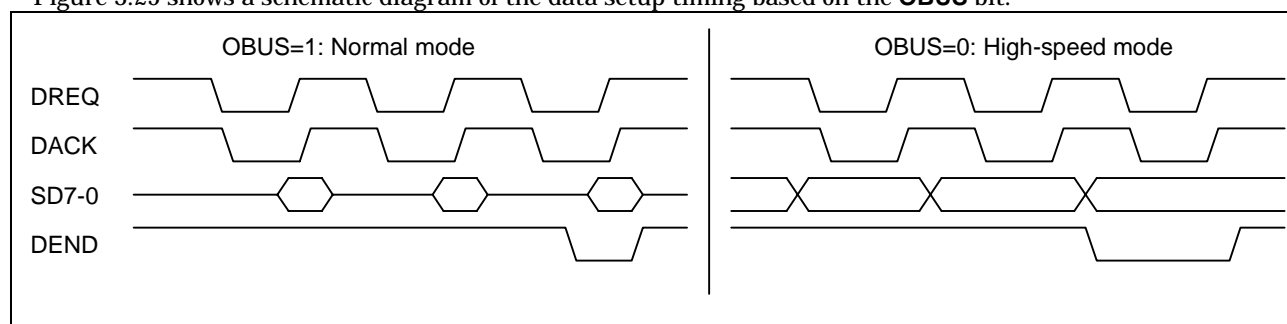 Figure 3.23 shows a schematic diagram of the data setup timing based on the OBUS bit.
OBUS=1: Normal mode
OBUS=0: High-speed mode
DREQ
DACK
SD7-0
DEND